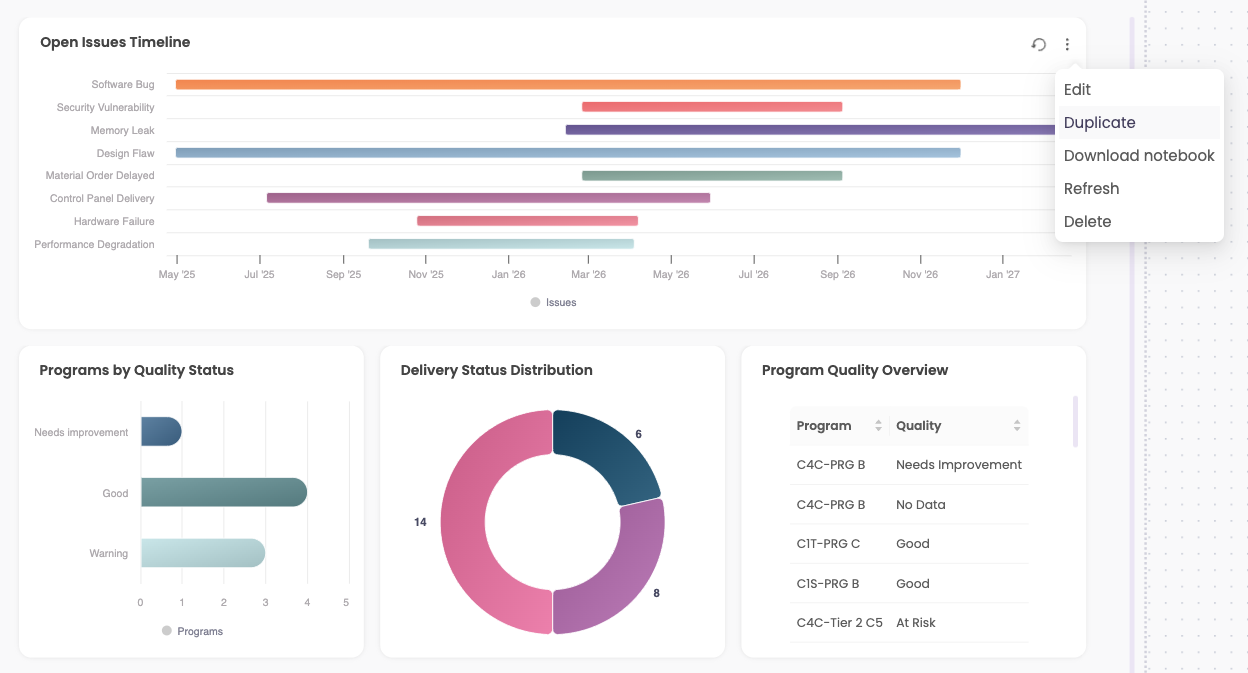 Open Issues Timeline
Edit
Duplicate
Download notebook
Refresh
Delete
Software Bug
Security Vulnerability
Memory Leak
Design Flaw
Material Order Delayed
Control Panel Delivery
Hardware Failure
Performance Degradation
May '25 Jul '25 Sep '25 Nov '25 Jan '26 Mar '26 May '26 Jul '26 Sep '26 Nov '26 Jan '27
Issues
Programs by Quality Status
Needs improvement
Good
Warning
0 1 2 3 4 5
Programs
Delivery Status Distribution
6
14
8
Program Quality Overview
Program Quality
C4C-PRG B Needs Improvement
C4C-PRG B No Data
C1T-PRG C Good
C1S-PRG B Good
C4C-Tier 2 C5 At Risk